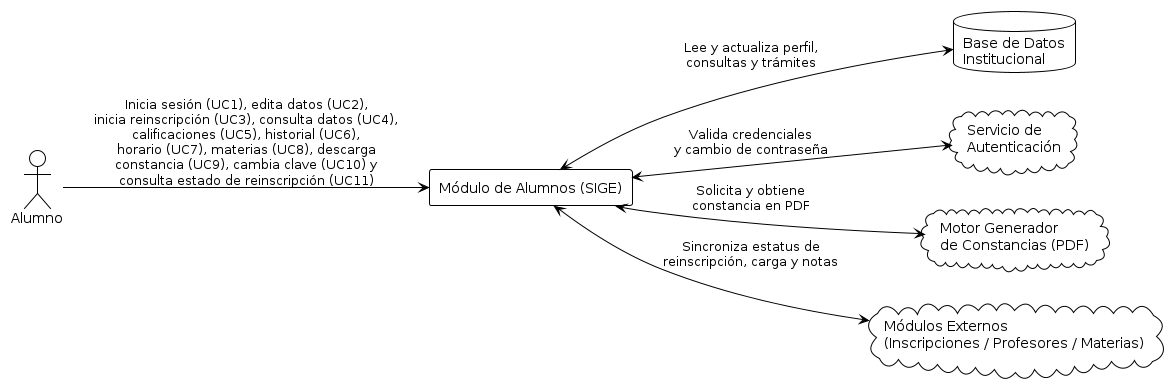 Alumno
Inicia sesión (UC1), edita datos (UC2),
inicia reinscripción (UC3), consulta datos (UC4),
calificaciones (UC5), historial (UC6),
horario (UC7), materias (UC8), descarga
constancia (UC9), cambia clave (UC10) y
consulta estado de reinscripción (UC11)
Módulo de Alumnos (SIGE)
Lee y actualiza perfil,
consultas y trámites
Base de Datos
Institucional
Valida credenciales
y cambio de contraseña
Servicio de
Autenticación
Solicita y obtiene
constancia en PDF
Motor Generador
de Constancias (PDF)
Sincroniza estatus de
reinscripción, carga y notas
Módulos Externos
(Inscripciones / Profesores / Materias)